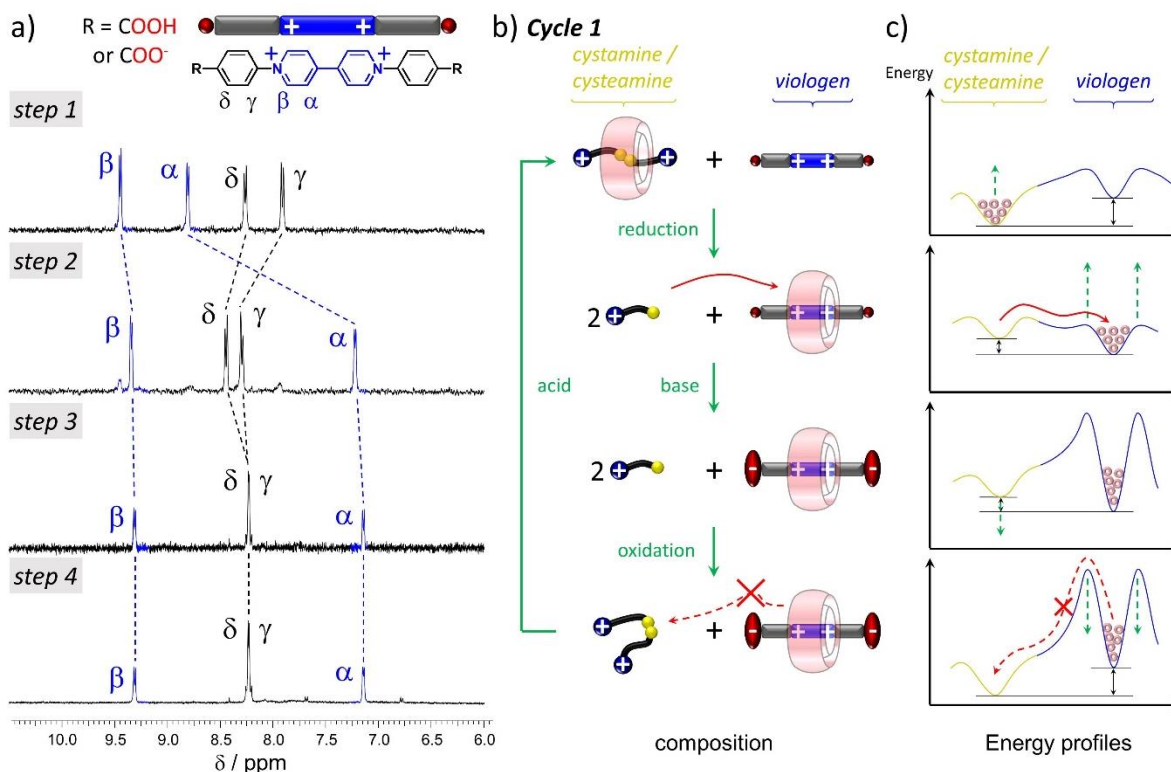 a)
R = COOH
or COO⁻
+ +
+ +
R N N R
δ γ β α
step 1
β α δ γ
step 2
β δ γ α
step 3
β δ γ α
step 4
β δ γ α
10.0 9.5 9.0 8.5 8.0 7.5 7.0 6.5 6.0
δ / ppm
b) Cycle 1
cystamine /
cysteamine
viologen
+ + + + +
reduction
2 + + + +
acid
base
2 + + - + + -
oxidation
+ + + - + + -
composition
c)
Energy
cystamine /
cysteamine
viologen
Energy profiles